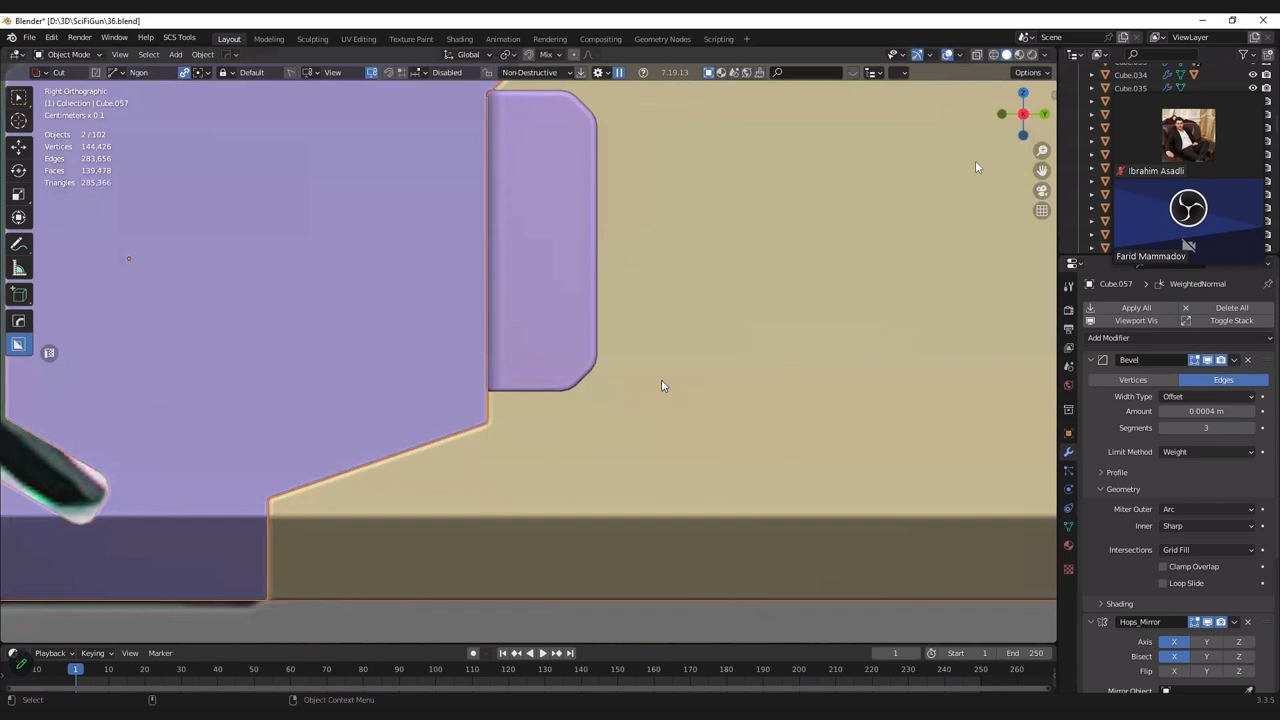 Blender* [D:\3D\SciFiGun\36.blend]
File Edit Render Window Help SCS Tools Layout Modeling Sculpting UV Editing Texture Paint Shading Animation Rendering Compositing Geometry Nodes Scripting Scene ViewLayer
Object Mode View Select Add Object Global Mix
Cut Ngon Default View Disabled Non-Destructive 7.19.13 Options
Right Orthographic
(1) Collection | Cube.057
Centimeters x 0.1
Objects 2 / 102
Vertices 144,426
Edges 283,656
Faces 139,478
Triangles 285,366
Z
Y
X
Cube.034
Cube.035
Ibrahim Asadli
Farid Mammadov
Cube.057 WeightedNormal
Apply All Delete All
Viewport Vis Toggle Stack
Add Modifier
Bevel
Vertices Edges
Width Type Offset
Amount 0.0004 m
Segments 3
Limit Method Weight
Profile
Geometry
Miter Outer Arc
Inner Sharp
Intersections Grid Fill
Clamp Overlap
Loop Slide
Shading
Hops_Mirror
Axis X Y Z
Bisect X Y Z
Flip X Y Z
Mirror Object
Playback Keying View Marker 1 Start 1 End 250
10 1 10 20 30 40 50 60 70 80 90 100 110 120 130 140 150 160 170 180 190 200 210 220 230 240 250 260
Select Object Context Menu 3.3.5